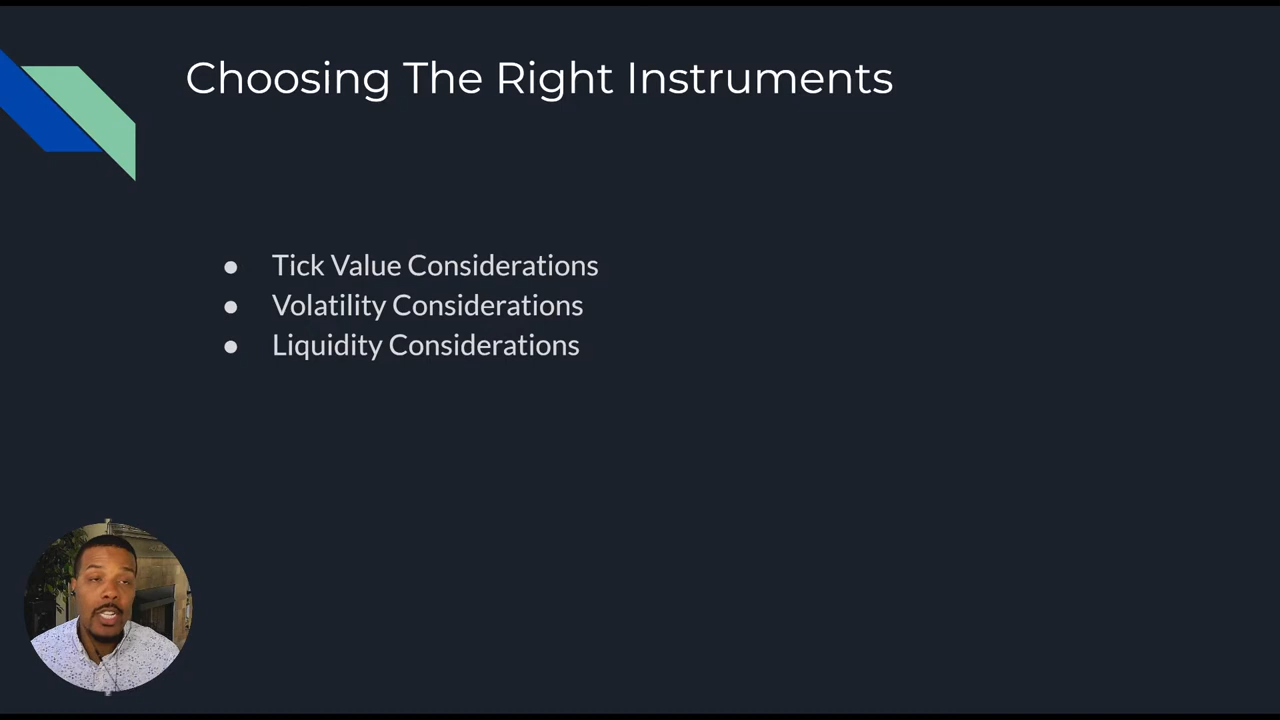 Choosing The Right Instruments
● Tick Value Considerations
● Volatility Considerations
● Liquidity Considerations